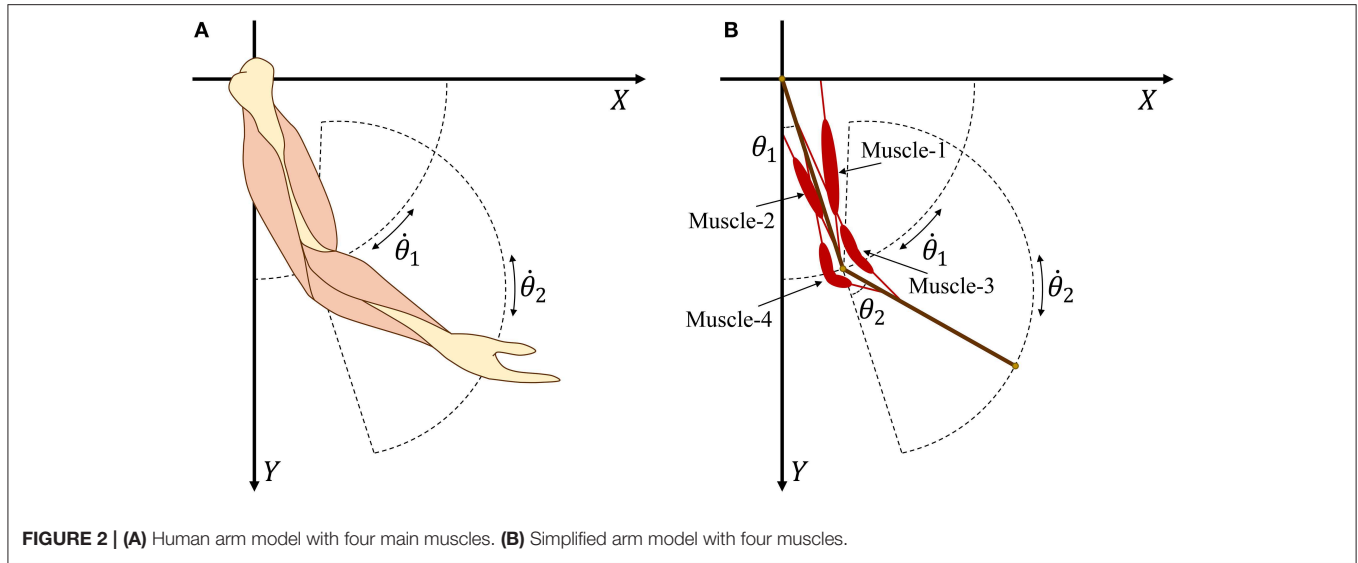 A
X
θ̇₁
θ̇₂
Y
B
X
θ₁
Muscle-1
Muscle-2
θ̇₁
Muscle-3
θ̇₂
θ₂
Muscle-4
Y
FIGURE 2 | (A) Human arm model with four main muscles. (B) Simplified arm model with four muscles.